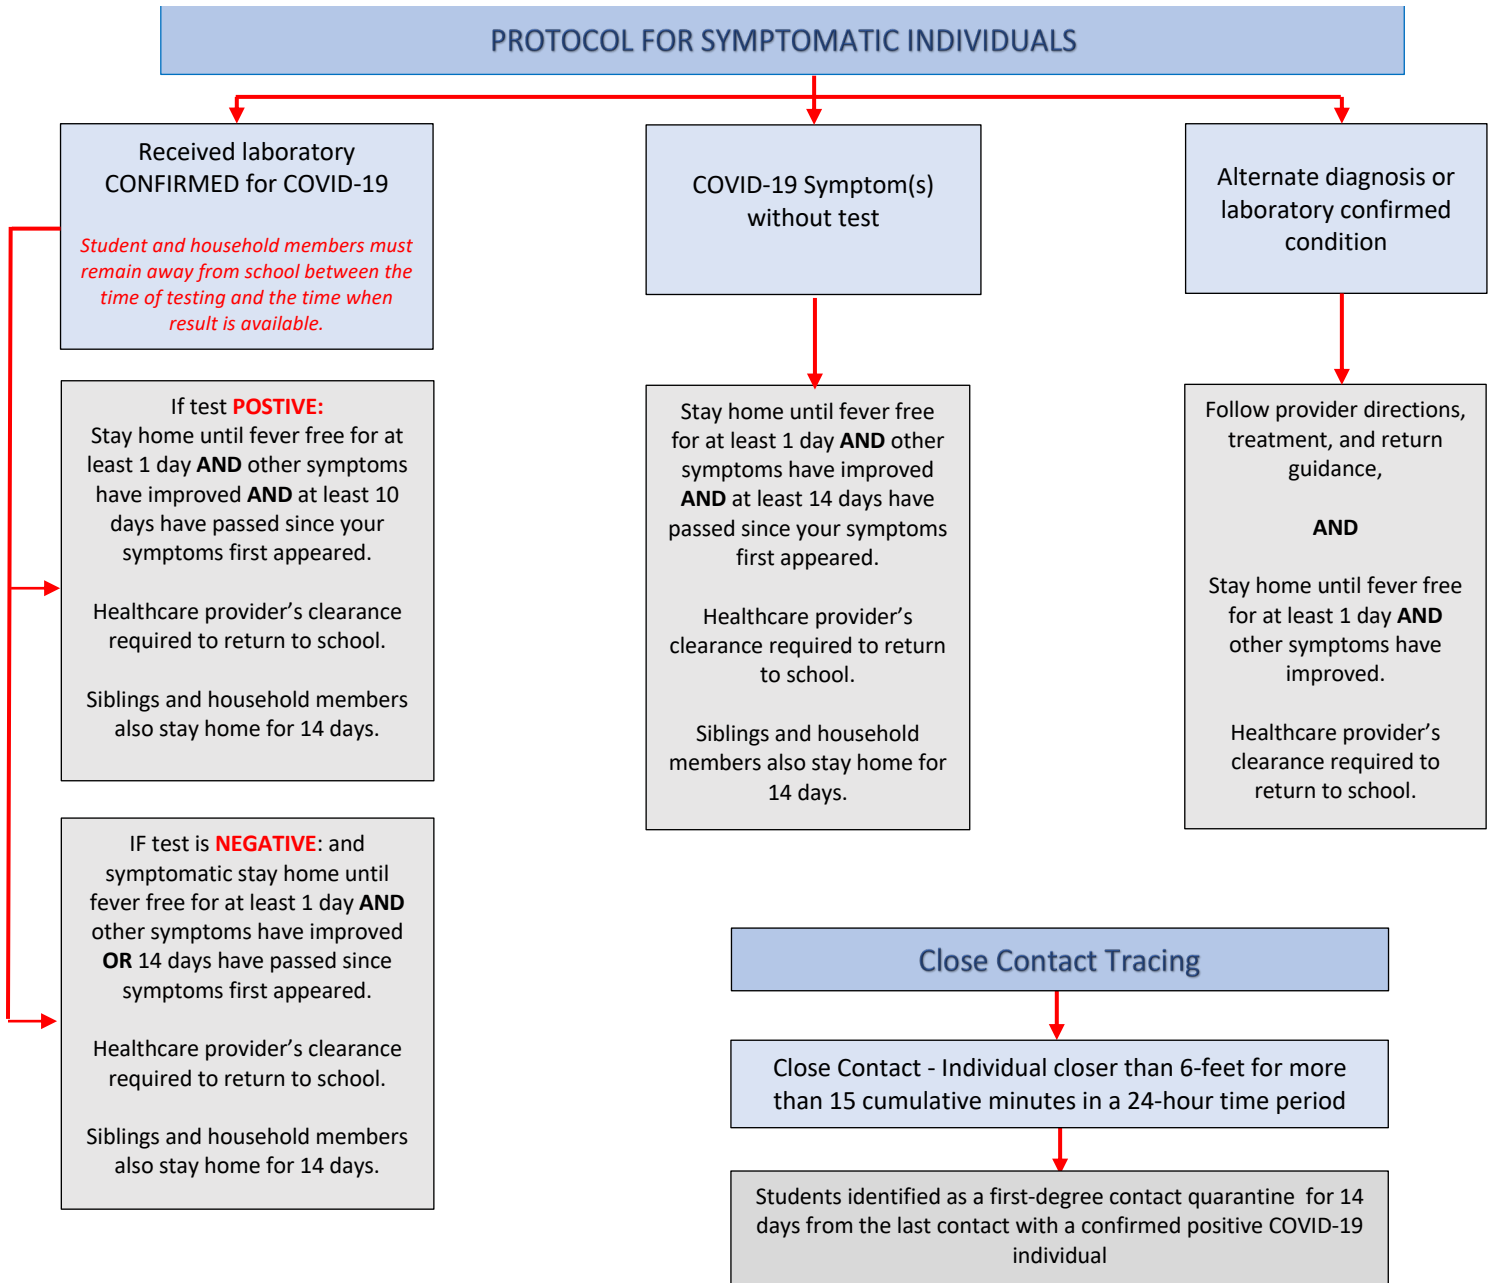 PROTOCOL FOR SYMPTOMATIC INDIVIDUALS
Received laboratory
CONFIRMED for COVID-19
Student and household members must
remain away from school between the
time of testing and the time when
result is available.
If test POSTIVE:
Stay home until fever free for at
least 1 day AND other symptoms
have improved AND at least 10
days have passed since your
symptoms first appeared.
Healthcare provider’s clearance
required to return to school.
Siblings and household members
also stay home for 14 days.
IF test is NEGATIVE: and
symptomatic stay home until
fever free for at least 1 day AND
other symptoms have improved
OR 14 days have passed since
symptoms first appeared.
Healthcare provider’s clearance
required to return to school.
Siblings and household members
also stay home for 14 days.
COVID-19 Symptom(s)
without test
Stay home until fever free
for at least 1 day AND other
symptoms have improved
AND at least 14 days have
passed since your symptoms
first appeared.
Healthcare provider’s
clearance required to return
to school.
Siblings and household
members also stay home for
14 days.
Alternate diagnosis or
laboratory confirmed
condition
Follow provider directions,
treatment, and return
guidance,
AND
Stay home until fever free
for at least 1 day AND
other symptoms have
improved.
Healthcare provider’s
clearance required to
return to school.
Close Contact Tracing
Close Contact - Individual closer than 6-feet for more
than 15 cumulative minutes in a 24-hour time period
Students identified as a first-degree contact quarantine for 14
days from the last contact with a confirmed positive COVID-19
individual